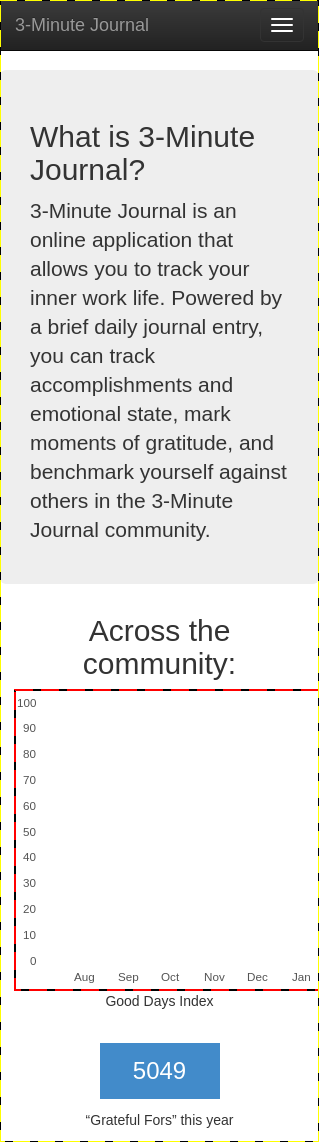 3-Minute Journal
What is 3-Minute
Journal?
3-Minute Journal is an
online application that
allows you to track your
inner work life. Powered by
a brief daily journal entry,
you can track
accomplishments and
emotional state, mark
moments of gratitude, and
benchmark yourself against
others in the 3-Minute
Journal community.
Across the
community:
100
90
80
70
60
50
40
30
20
10
0
Aug Sep Oct Nov Dec Jan
Good Days Index
5049
“Grateful Fors” this year